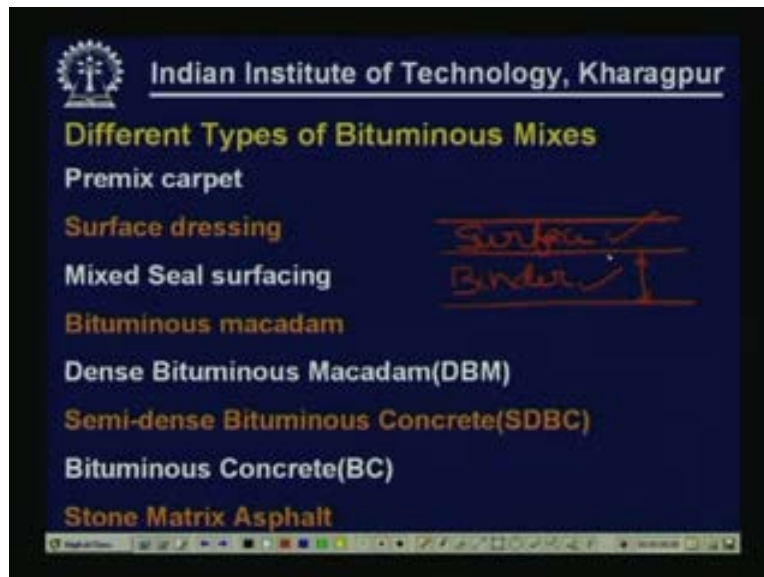 Indian Institute of Technology, Kharagpur
Different Types of Bituminous Mixes
Premix carpet
Surface dressing
Surface
Mixed Seal surfacing
Binder
Bituminous macadam
Dense Bituminous Macadam(DBM)
Semi-dense Bituminous Concrete(SDBC)
Bituminous Concrete(BC)
Stone Matrix Asphalt